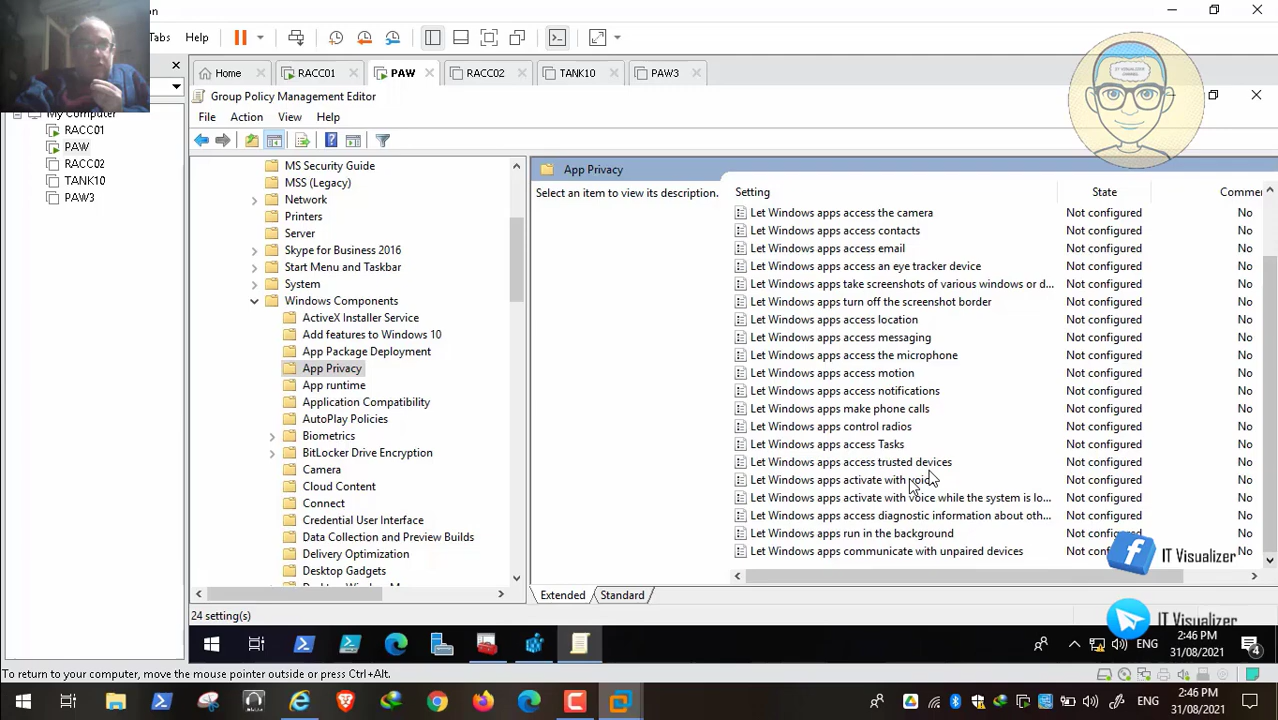 on
Tabs Help
Home RACC01 PAW RACC02 TANK10 PAW3
IT VISUALIZER
CHANNEL
My Computer
RACC01
PAW
RACC02
TANK10
PAW3
Group Policy Management Editor
File Action View Help
MS Security Guide
MSS (Legacy)
Network
Printers
Server
Skype for Business 2016
Start Menu and Taskbar
System
Windows Components
ActiveX Installer Service
Add features to Windows 10
App Package Deployment
App Privacy
App runtime
Application Compatibility
AutoPlay Policies
Biometrics
BitLocker Drive Encryption
Camera
Cloud Content
Connect
Credential User Interface
Data Collection and Preview Builds
Delivery Optimization
Desktop Gadgets
App Privacy
Select an item to view its description.
Setting State Comme
Let Windows apps access the camera Not configured No
Let Windows apps access contacts Not configured No
Let Windows apps access email Not configured No
Let Windows apps access an eye tracker device Not configured No
Let Windows apps take screenshots of various windows or d... Not configured No
Let Windows apps turn off the screenshot border Not configured No
Let Windows apps access location Not configured No
Let Windows apps access messaging Not configured No
Let Windows apps access the microphone Not configured No
Let Windows apps access motion Not configured No
Let Windows apps access notifications Not configured No
Let Windows apps make phone calls Not configured No
Let Windows apps control radios Not configured No
Let Windows apps access Tasks Not configured No
Let Windows apps access trusted devices Not configured No
Let Windows apps activate with voice Not configured No
Let Windows apps activate with voice while the system is lo... Not configured No
Let Windows apps access diagnostic information about oth... Not configured No
Let Windows apps run in the background Not configured No
Let Windows apps communicate with unpaired devices Not conf No
IT Visualizer
Extended Standard
24 setting(s)
IT Visualizer
ENG 2:46 PM
31/08/2021
4
To return to your computer, move the mouse pointer outside or press Ctrl+Alt.
ENG 2:46 PM
31/08/2021